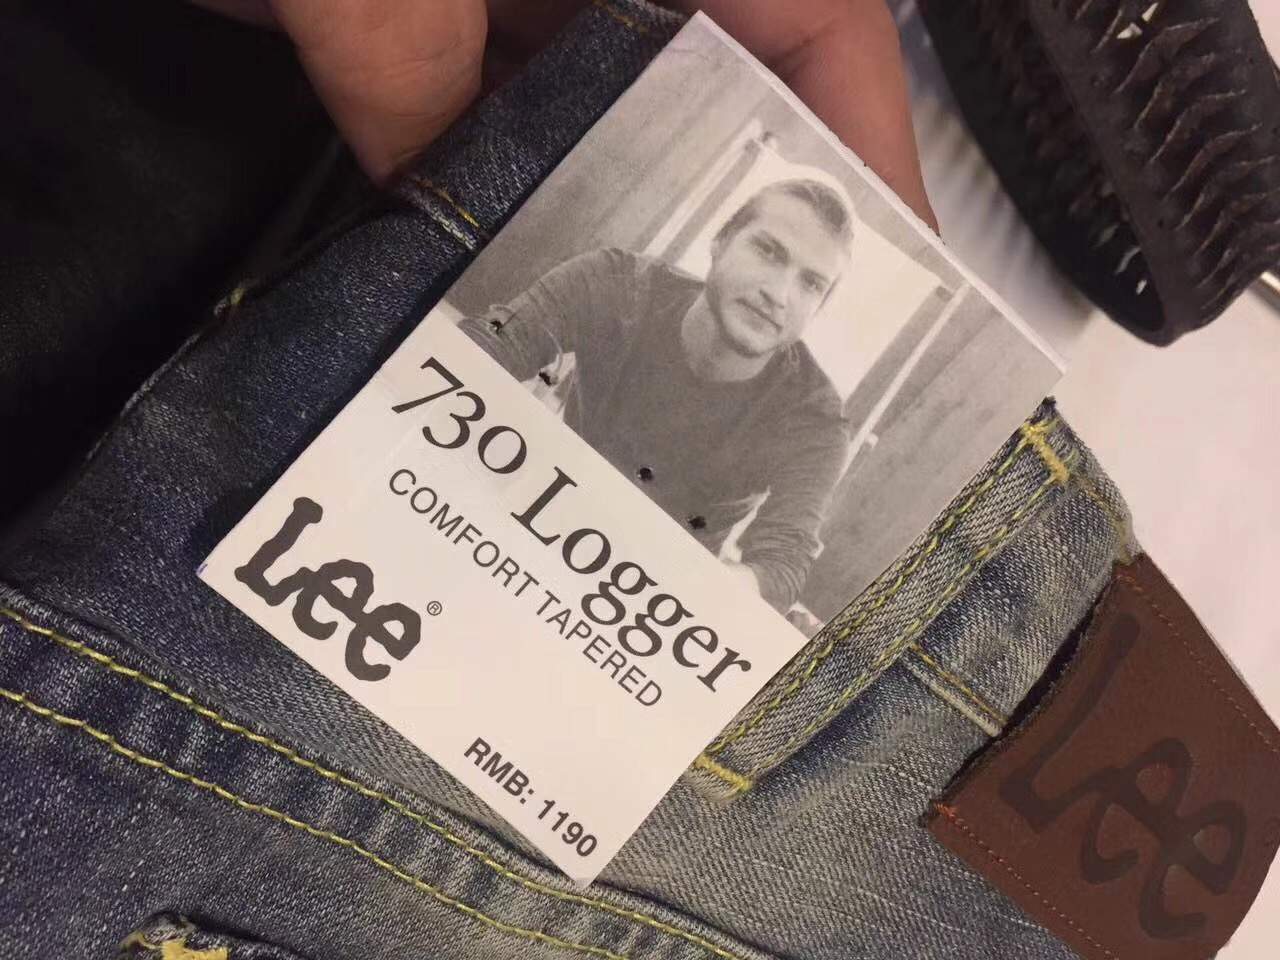 730 Logger
COMFORT TAPERED
Lee®
RMB: 1190
Lee